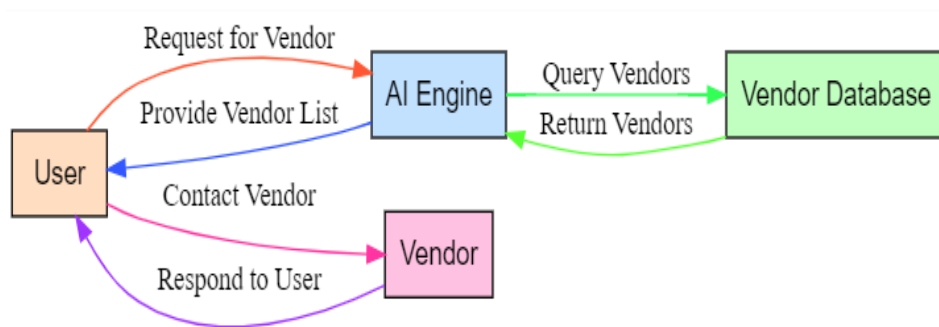 Request for Vendor
AI Engine
Query Vendors
Vendor Database
Provide Vendor List
Return Vendors
User
Contact Vendor
Vendor
Respond to User